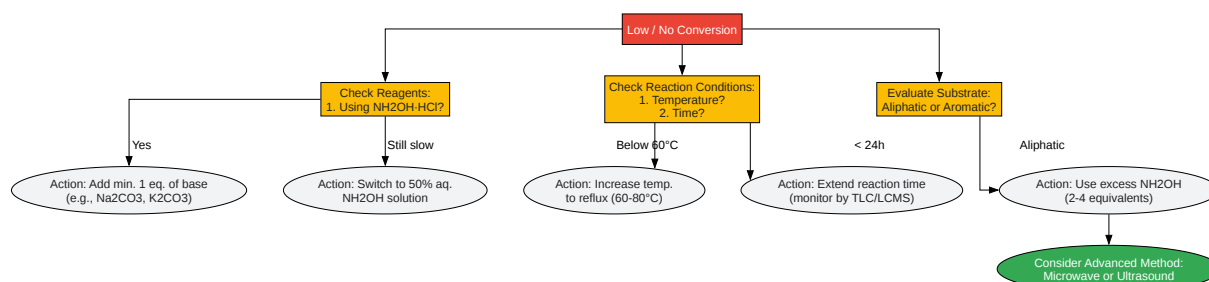 Low / No Conversion
Check Reagents:
1. Using NH2OH·HCl?
Check Reaction Conditions:
1. Temperature?
2. Time?
Evaluate Substrate:
Aliphatic or Aromatic?
Yes
Still slow
Below 60°C
< 24h
Aliphatic
Action: Add min. 1 eq. of base
(e.g., Na2CO3, K2CO3)
Action: Switch to 50% aq.
NH2OH solution
Action: Increase temp.
to reflux (60-80°C)
Action: Extend reaction time
(monitor by TLC/LCMS)
Action: Use excess NH2OH
(2-4 equivalents)
Consider Advanced Method:
Microwave or Ultrasound